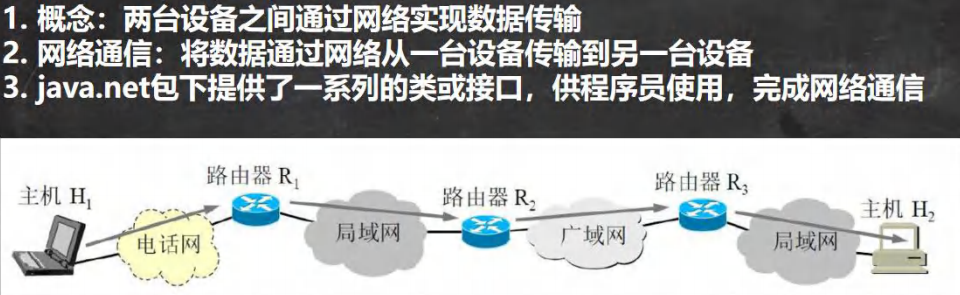 1. 概念：两台设备之间通过网络实现数据传输
2. 网络通信：将数据通过网络从一台设备传输到另一台设备
3. java.net包下提供了一系列的类或接口，供程序员使用，完成网络通信
主机 H₁
路由器 R₁
路由器 R₂
路由器 R₃
主机 H₂
电话网
局域网
广域网
局域网